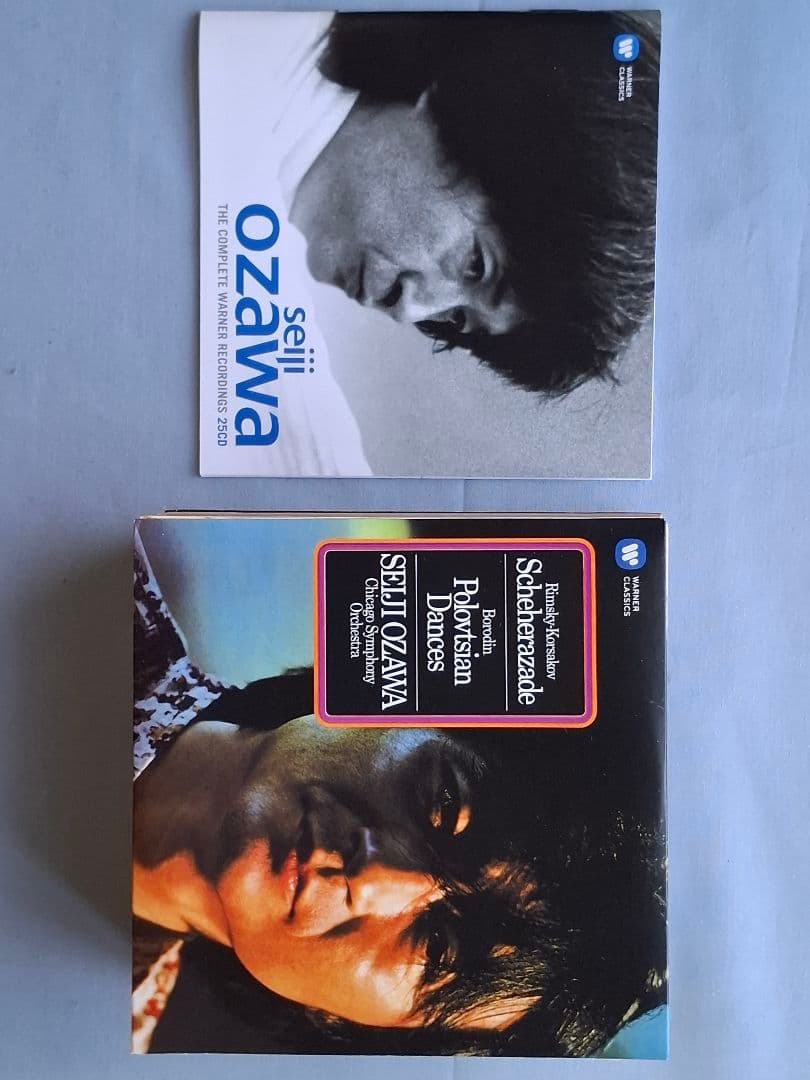 WARNER
CLASSICS
seiji
ozawa
THE COMPLETE WARNER RECORDINGS 25CD
WARNER
CLASSICS
Rimsky-Korsakov
Scheherazade
Borodin
Polovtsian
Dances
SEIJI OZAWA
Chicago Symphony
Orchestra